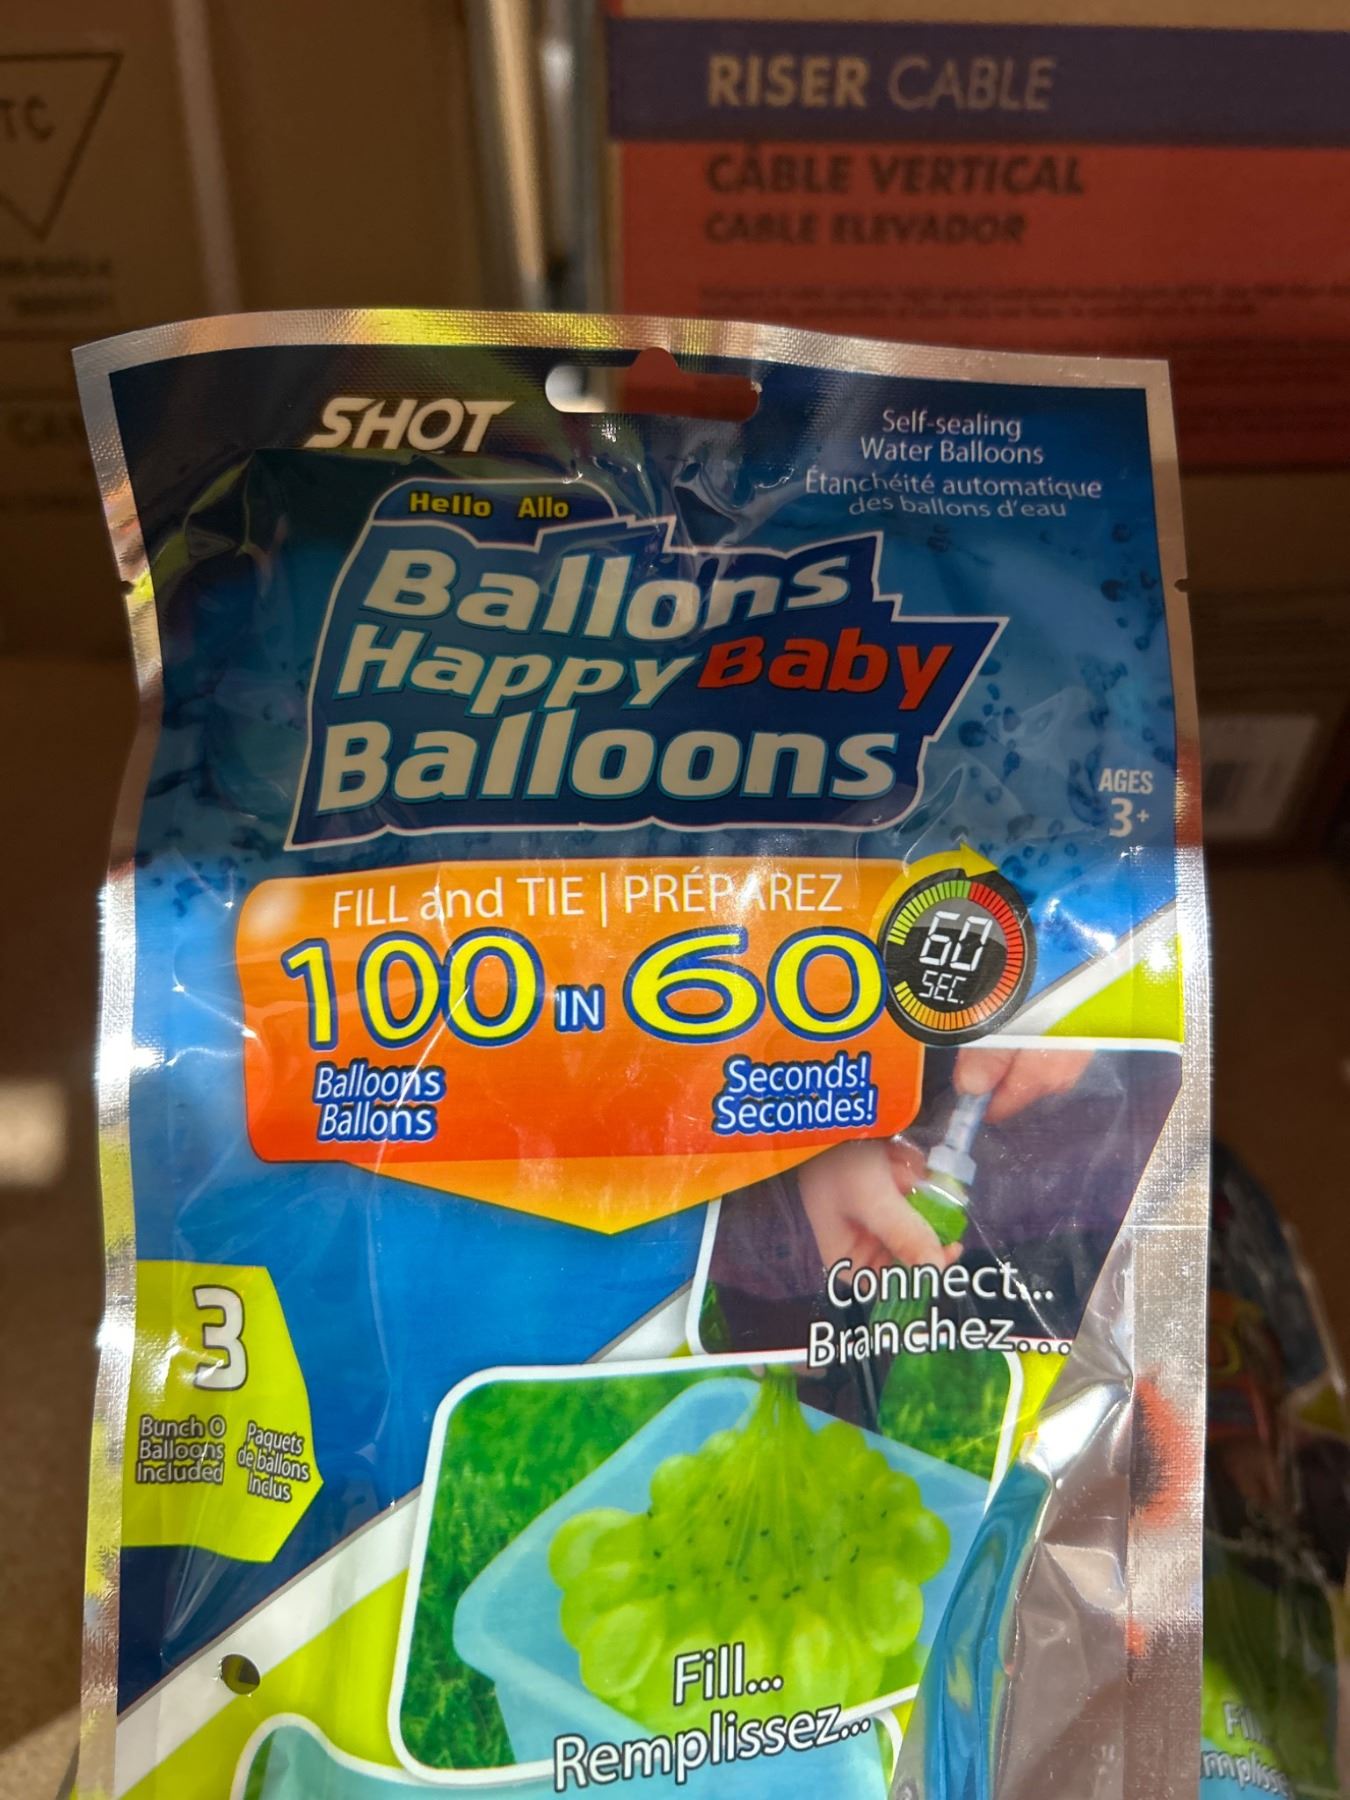 TC
RISER CABLE
CÂBLE VERTICAL
CABLE ELEVADOR
SHOT
Self-sealing
Water Balloons
Étanchéité automatique
des ballons d'eau
Hello Allo
Ballons
Happy Baby
Balloons
AGES
3+
FILL and TIE | PRÉPAREZ
100 IN 60
60
SEC.
Balloons
Ballons
Seconds!
Secondes!
Connect...
Branchez...
3
Bunch O
Balloons
Included
Paquets
de ballons
Inclus
Fill...
Remplissez...